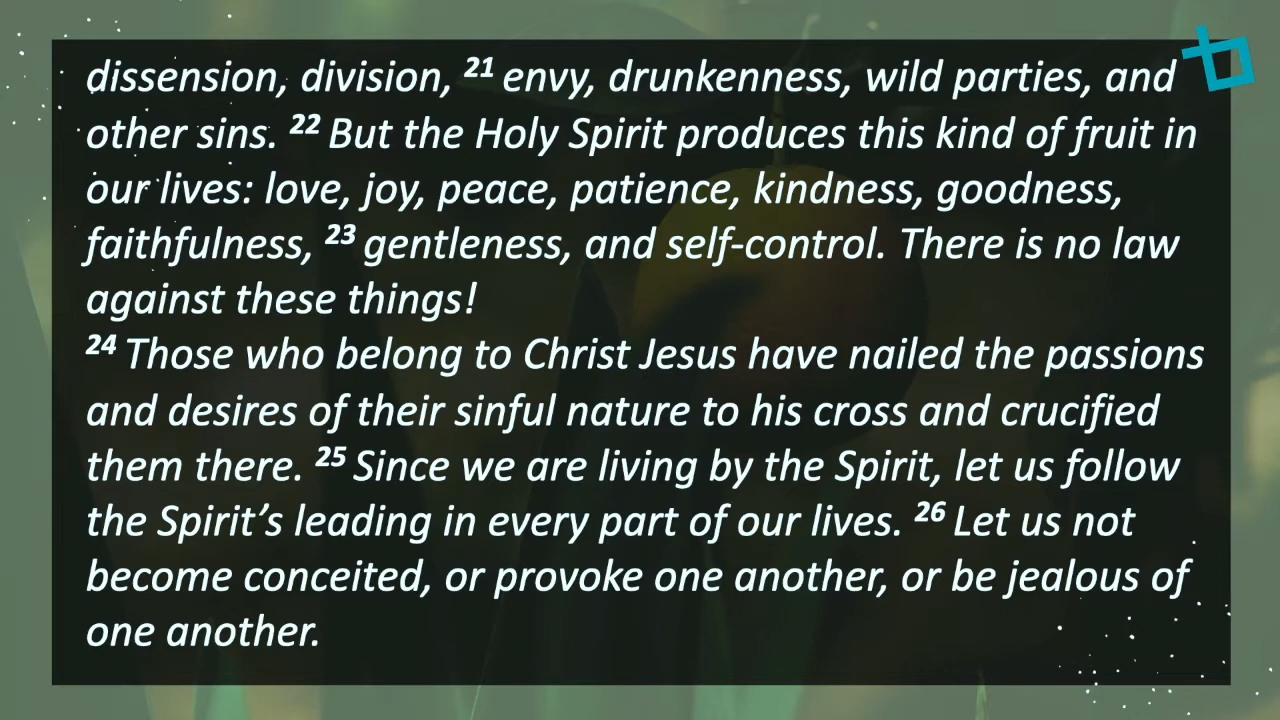 dissension, division, 21 envy, drunkenness, wild parties, and
other sins. 22 But the Holy Spirit produces this kind of fruit in
our lives: love, joy, peace, patience, kindness, goodness,
faithfulness, 23 gentleness, and self-control. There is no law
against these things!
24 Those who belong to Christ Jesus have nailed the passions
and desires of their sinful nature to his cross and crucified
them there. 25 Since we are living by the Spirit, let us follow
the Spirit’s leading in every part of our lives. 26 Let us not
become conceited, or provoke one another, or be jealous of
one another.